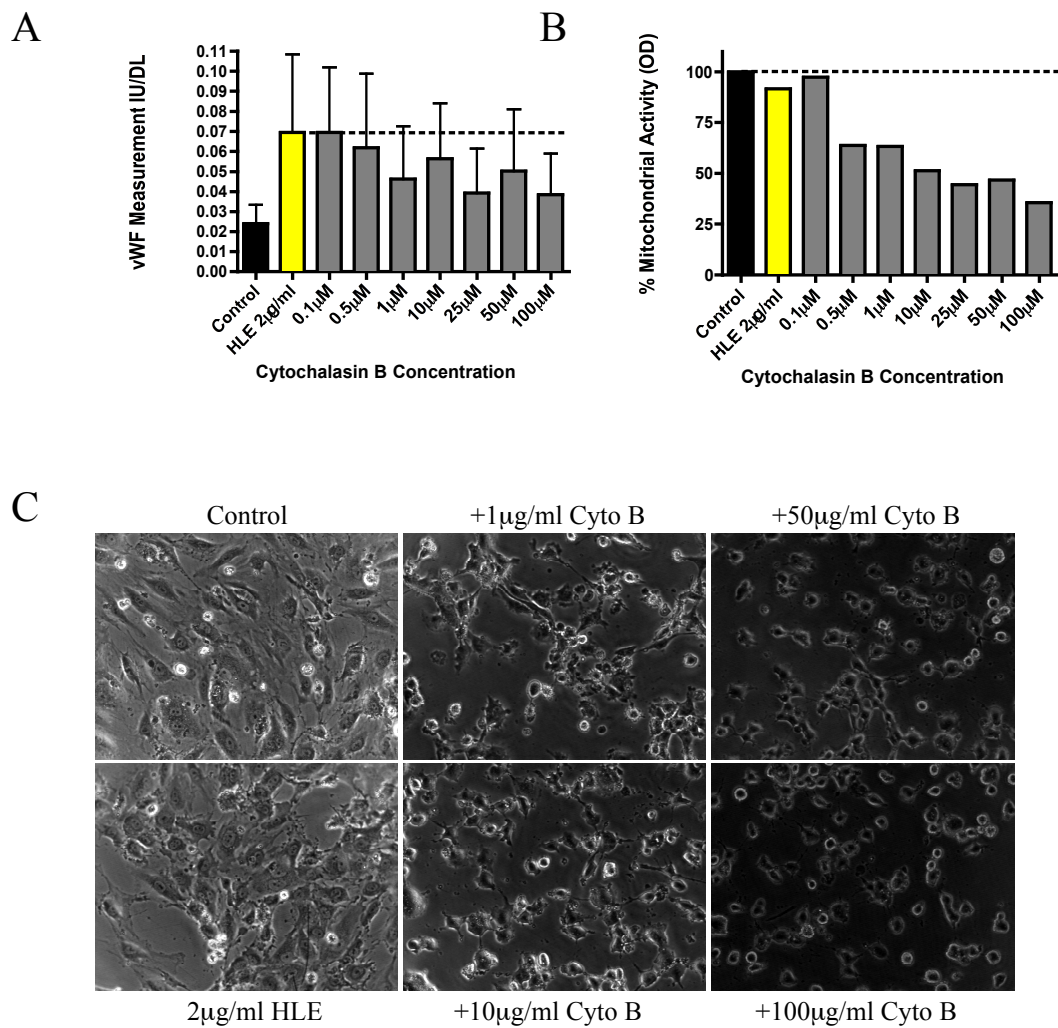 A
vWF Measurement IU/DL
0.11
0.10
0.09
0.08
0.07
0.06
0.05
0.04
0.03
0.02
0.01
0.00
Control
HLE 2µg/ml
0.1µM
0.5µM
1µM
10µM
25µM
50µM
100µM
Cytochalasin B Concentration
B
% Mitochondrial Activity (OD)
100
75
50
25
0
Control
HLE 2µg/ml
0.1µM
0.5µM
1µM
10µM
25µM
50µM
100µM
Cytochalasin B Concentration
C
Control
+1µg/ml Cyto B
+50µg/ml Cyto B
2µg/ml HLE
+10µg/ml Cyto B
+100µg/ml Cyto B